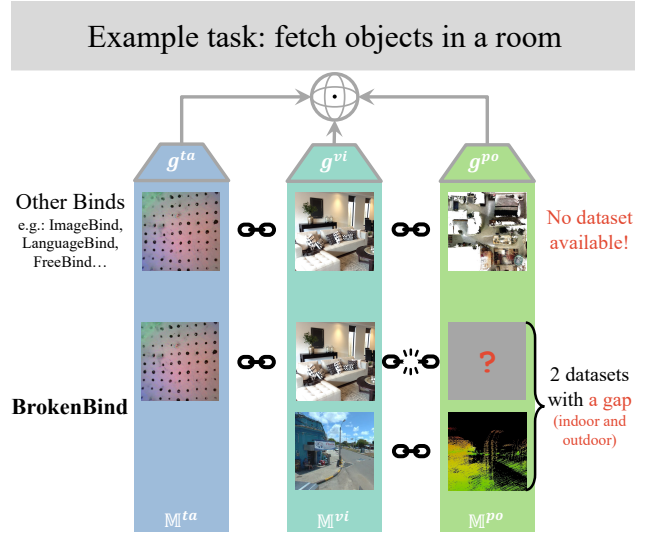 Example task: fetch objects in a room
g^{ta}
g^{vi}
g^{po}
Other Binds
e.g.: ImageBind,
LanguageBind,
FreeBind…
No dataset
available!
BrokenBind
?
2 datasets
with a gap
(indoor and
outdoor)
𝕄^{ta}
𝕄^{vi}
𝕄^{po}